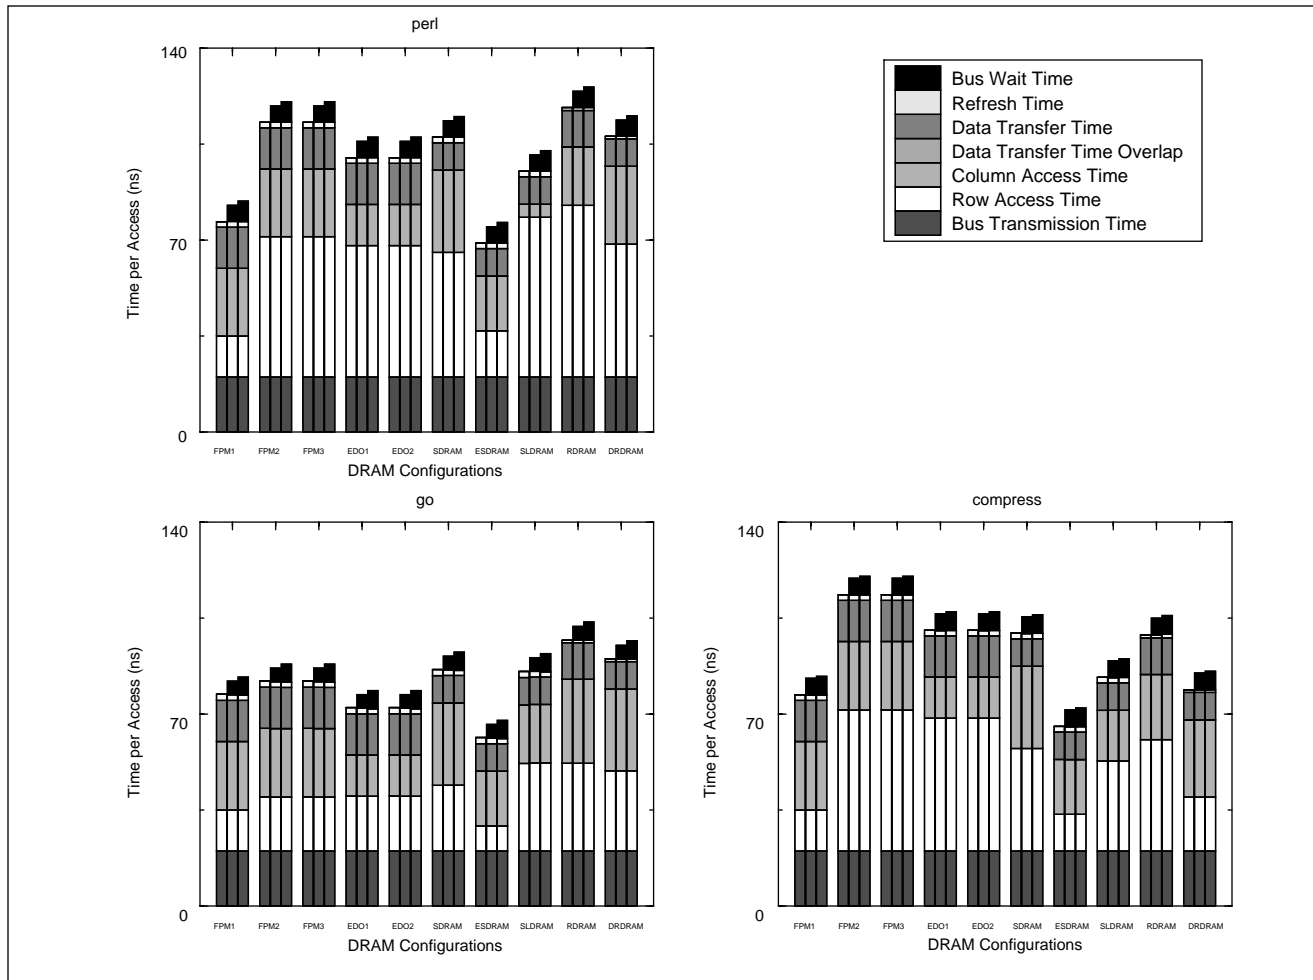 perl
140
70
0
Time per Access (ns)
FPM1 FPM2 FPM3 EDO1 EDO2 SDRAM ESDRAM SLDRAM RDRAM DRDRAM
DRAM Configurations
Bus Wait Time
Refresh Time
Data Transfer Time
Data Transfer Time Overlap
Column Access Time
Row Access Time
Bus Transmission Time
go
140
70
0
Time per Access (ns)
FPM1 FPM2 FPM3 EDO1 EDO2 SDRAM ESDRAM SLDRAM RDRAM DRDRAM
DRAM Configurations
compress
140
70
0
Time per Access (ns)
FPM1 FPM2 FPM3 EDO1 EDO2 SDRAM ESDRAM SLDRAM RDRAM DRDRAM
DRAM Configurations